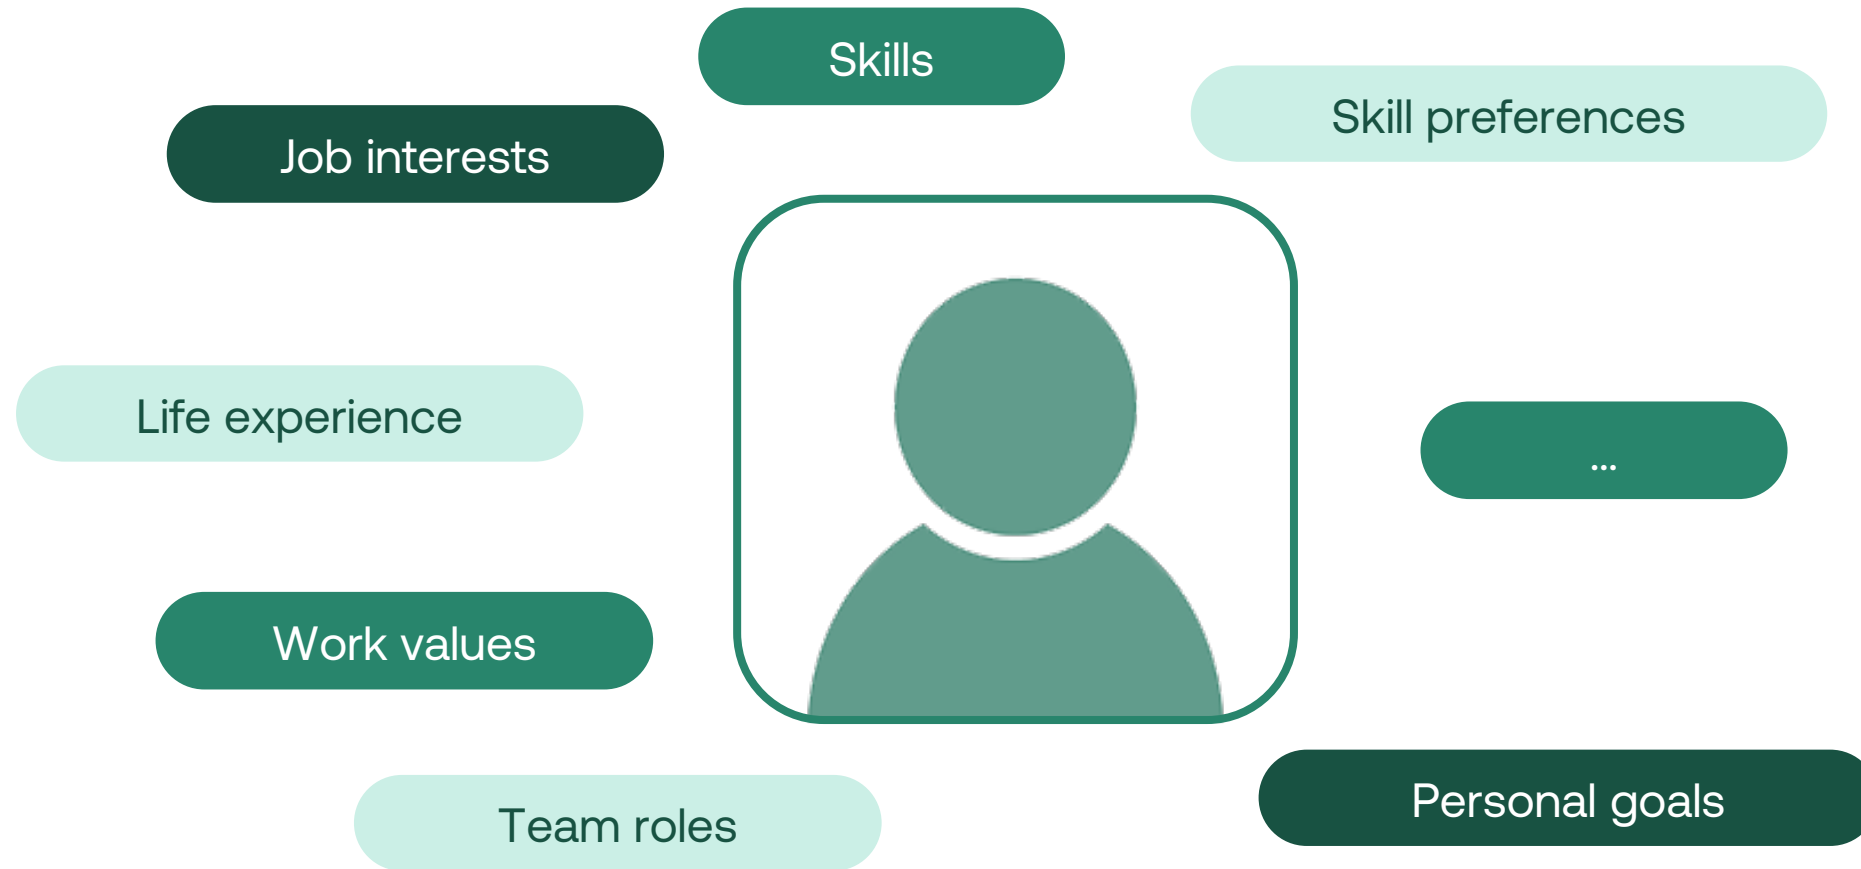 Skills
Skill preferences
Job interests
Life experience
...
Work values
Personal goals
Team roles